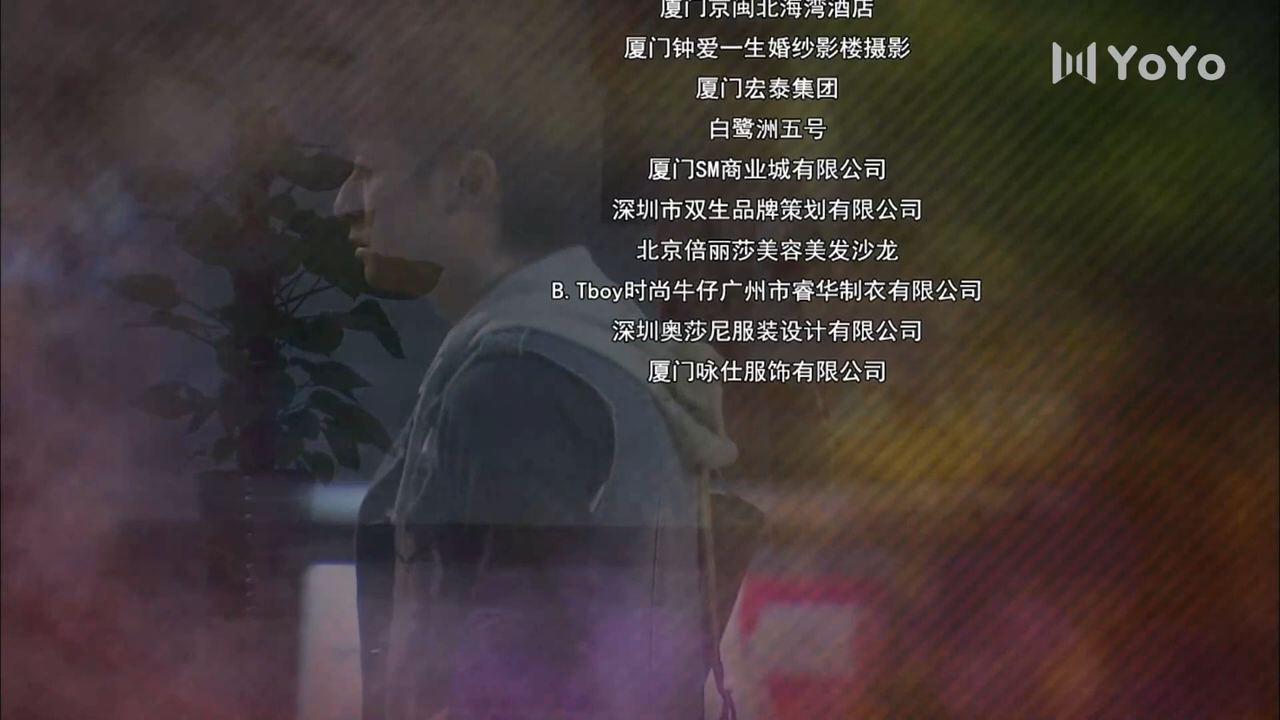 厦门京闽北海湾酒店
厦门钟爱一生婚纱影楼摄影
厦门宏泰集团
白鹭洲五号
厦门SM商业城有限公司
深圳市双生品牌策划有限公司
北京倍丽莎美容美发沙龙
B.Tboy时尚牛仔广州市睿华制衣有限公司
深圳奥莎尼服装设计有限公司
厦门咏仕服饰有限公司
YoYo